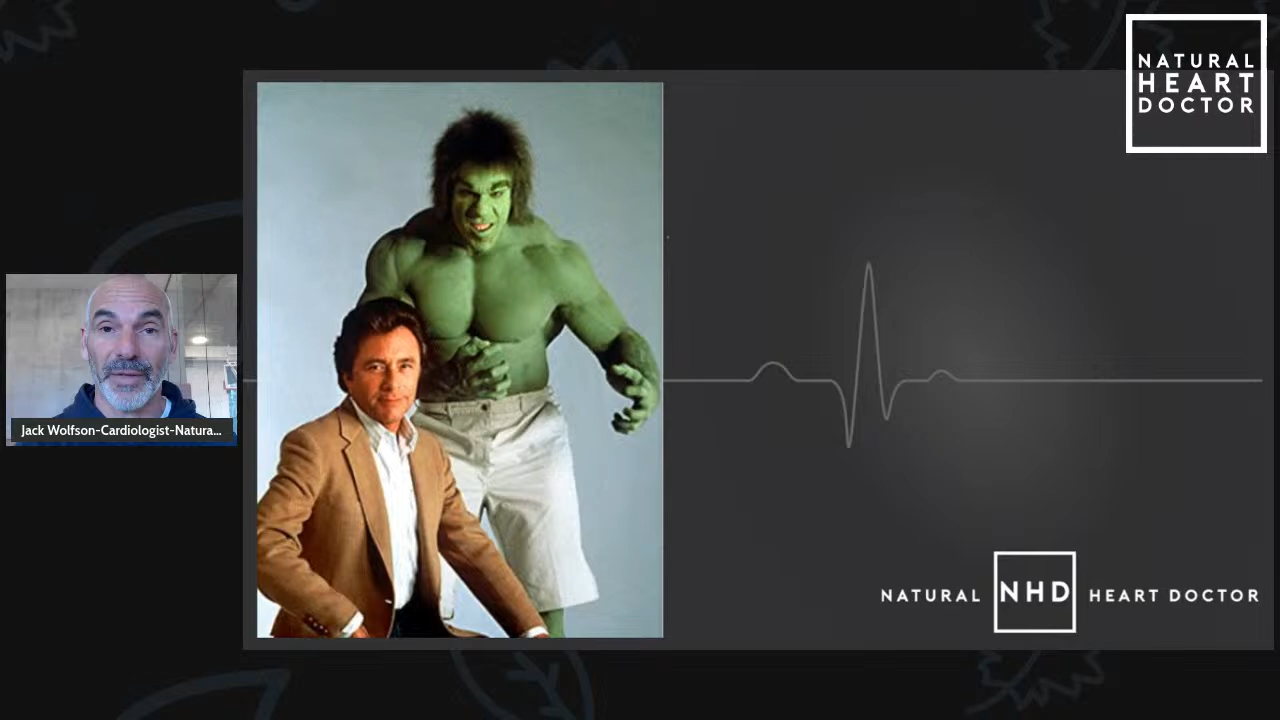 NATURAL
HEART
DOCTOR
Jack Wolfson-Cardiologist-Natura...
NATURAL NHD HEART DOCTOR